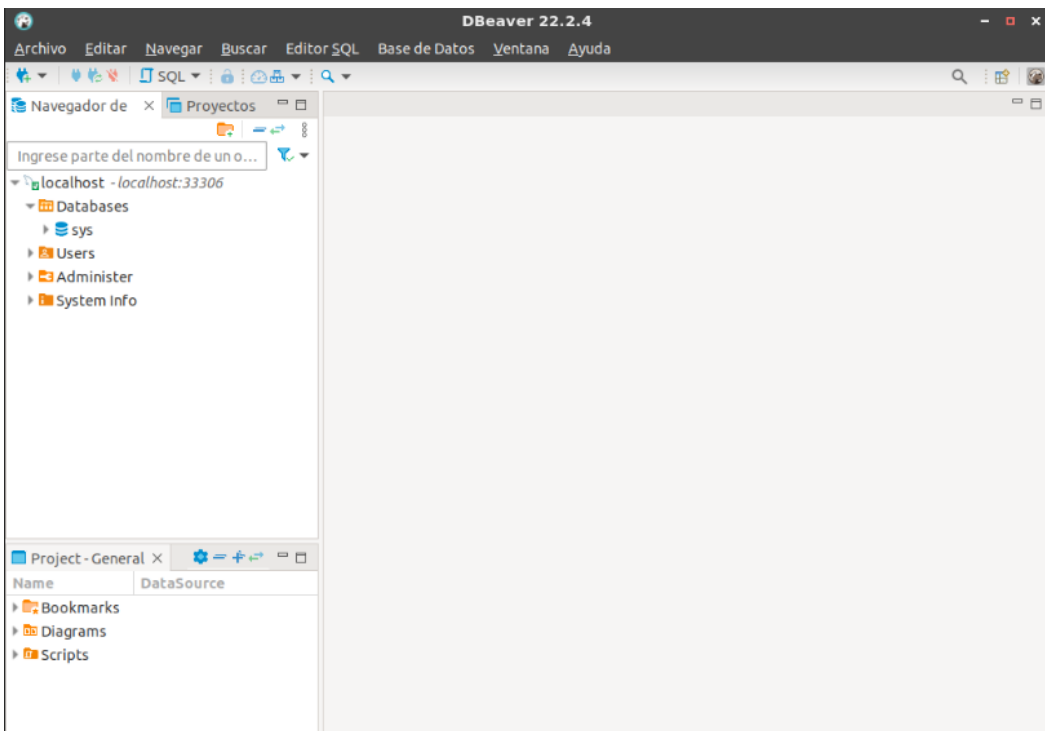 DBeaver 22.2.4
Archivo Editar Navegar Buscar Editor SQL Base de Datos Ventana Ayuda
SQL
Navegador de Proyectos
Ingrese parte del nombre de un o...
localhost - localhost:33306
Databases
sys
Users
Administer
System Info
Project - General
Name DataSource
Bookmarks
Diagrams
Scripts